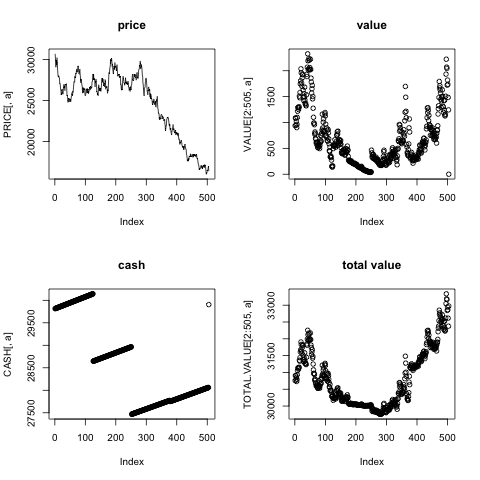 price
PRICE[, a]
20000 25000 30000
0 100 200 300 400 500
Index
value
VALUE[2:505, a]
0 500 1500
0 100 200 300 400 500
Index
cash
CASH[, a]
27500 28500 29500
0 100 200 300 400 500
Index
total value
TOTAL.VALUE[2:505, a]
30000 31500 33000
0 100 200 300 400 500
Index